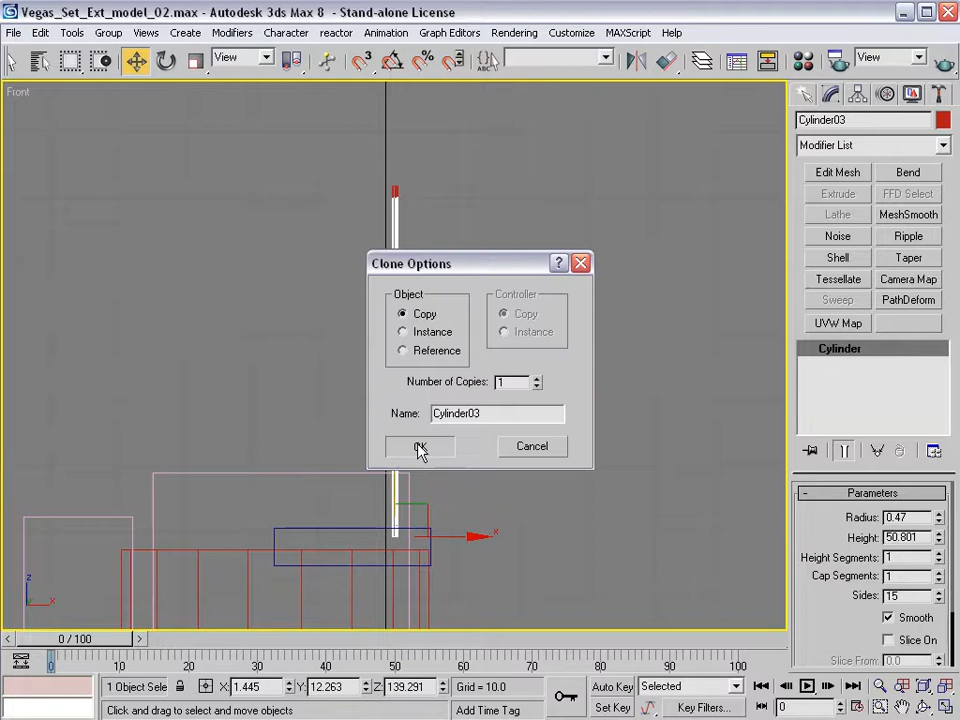 Vegas_Set_Ext_model_02.max - Autodesk 3ds Max 8 - Stand-alone License
File Edit Tools Group Views Create Modifiers Character reactor Animation Graph Editors Rendering Customize MAXScript Help
View
View
Front
Cylinder03
Modifier List
Edit Mesh Bend
Extrude FFD Select
Lathe MeshSmooth
Noise Ripple
Shell Taper
Tessellate Camera Map
Sweep PathDeform
UVW Map
Cylinder
Clone Options
Object
Copy
Instance
Reference
Controller
Copy
Instance
Number of Copies: 1
Name: Cylinder03
OK Cancel
Parameters
Radius: 0.47
Height: 50.801
Height Segments: 1
Cap Segments: 1
Sides: 15
Smooth
Slice On
Slice From: 0.0
x
z
x
0 / 100
0 10 20 30 40 50 60 70 80 90 100
1 Object Sele X: 1.445 Y: 12.263 Z: 139.291 Grid = 10.0
Auto Key Selected
Click and drag to select and move objects Add Time Tag
Set Key Key Filters... 0